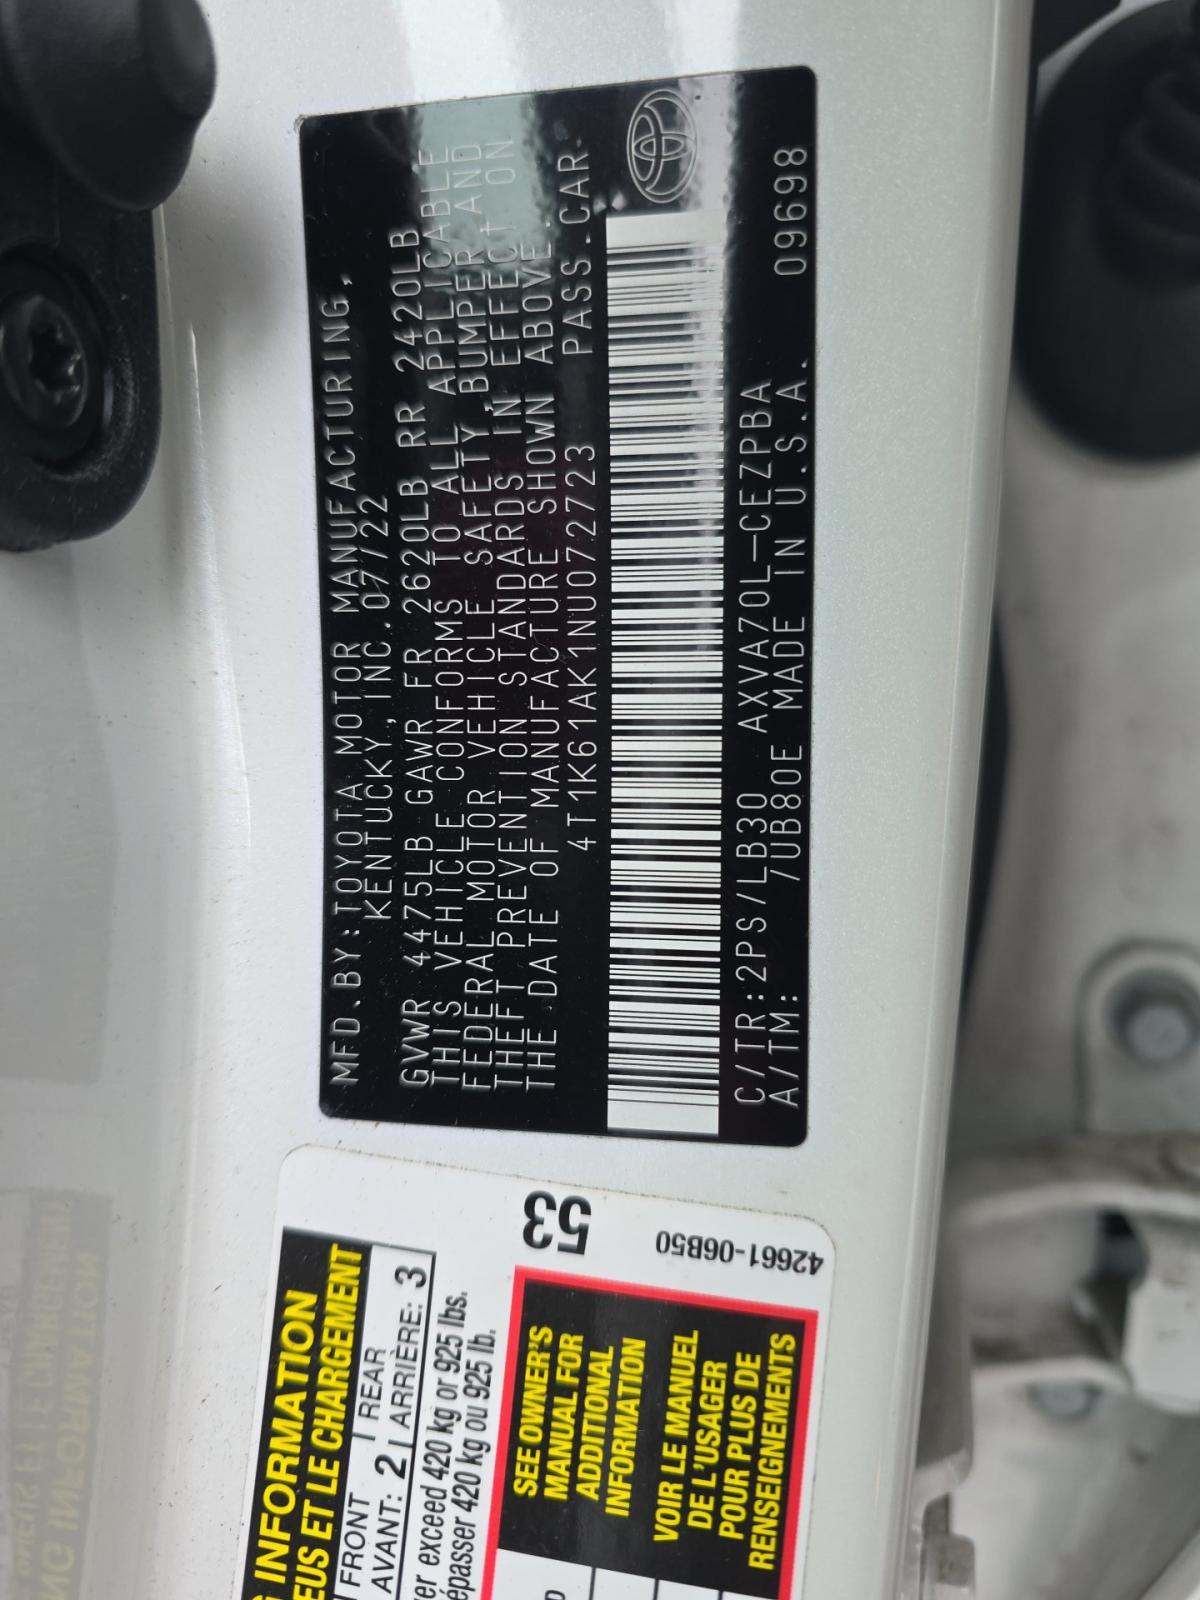 MFD.BY:TOYOTA MOTOR MANUFACTURING,
KENTUCKY,INC.07/22
GVWR 4475LB GAWR FR 2620LB RR 2420LB
THIS VEHICLE CONFORMS TO ALL APPLICABLE
FEDERAL MOTOR VEHICLE SAFETY,BUMPER,AND
THEFT PREVENTION STANDARDS IN EFFECT ON
THE DATE OF MANUFACTURE SHOWN ABOVE.
4T1K61AK1NU072723 PASS.CAR
C/TR:2PS/LB30 AXVA70L-CEZPBA 09698
A/TM: /UB80E MADE IN U.S.A.
INFORMATION
ET LE CHARGEMENT
FRONT REAR
AVANT: 2 ARRIÈRE: 3
exceed 420 kg or 925 lbs.
420 kg ou 925 lb.
53
42661-06B50
SEE OWNER'S
MANUAL FOR
ADDITIONAL
INFORMATION
VOIR LE MANUEL
DE L'USAGER
POUR PLUS DE
RENSEIGNEMENTS